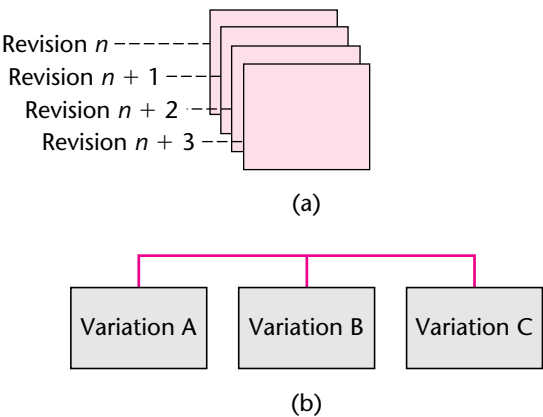 Revision n
Revision n + 1
Revision n + 2
Revision n + 3
(a)
Variation A Variation B Variation C
(b)